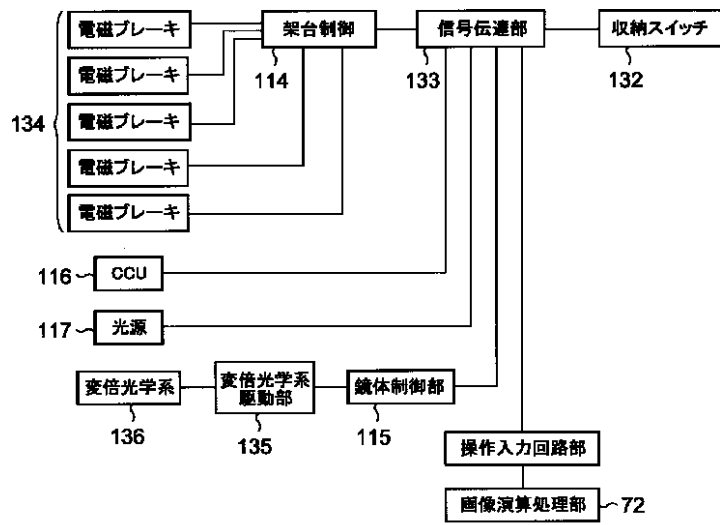 電磁ブレーキ
架台制御
信号伝達部
収納スイッチ
114
133
132
電磁ブレーキ
134
電磁ブレーキ
電磁ブレーキ
電磁ブレーキ
116
CCU
117
光源
変倍光学系
変倍光学系
駆動部
鏡体制御部
136
135
115
操作入力回路部
画像演算処理部
72